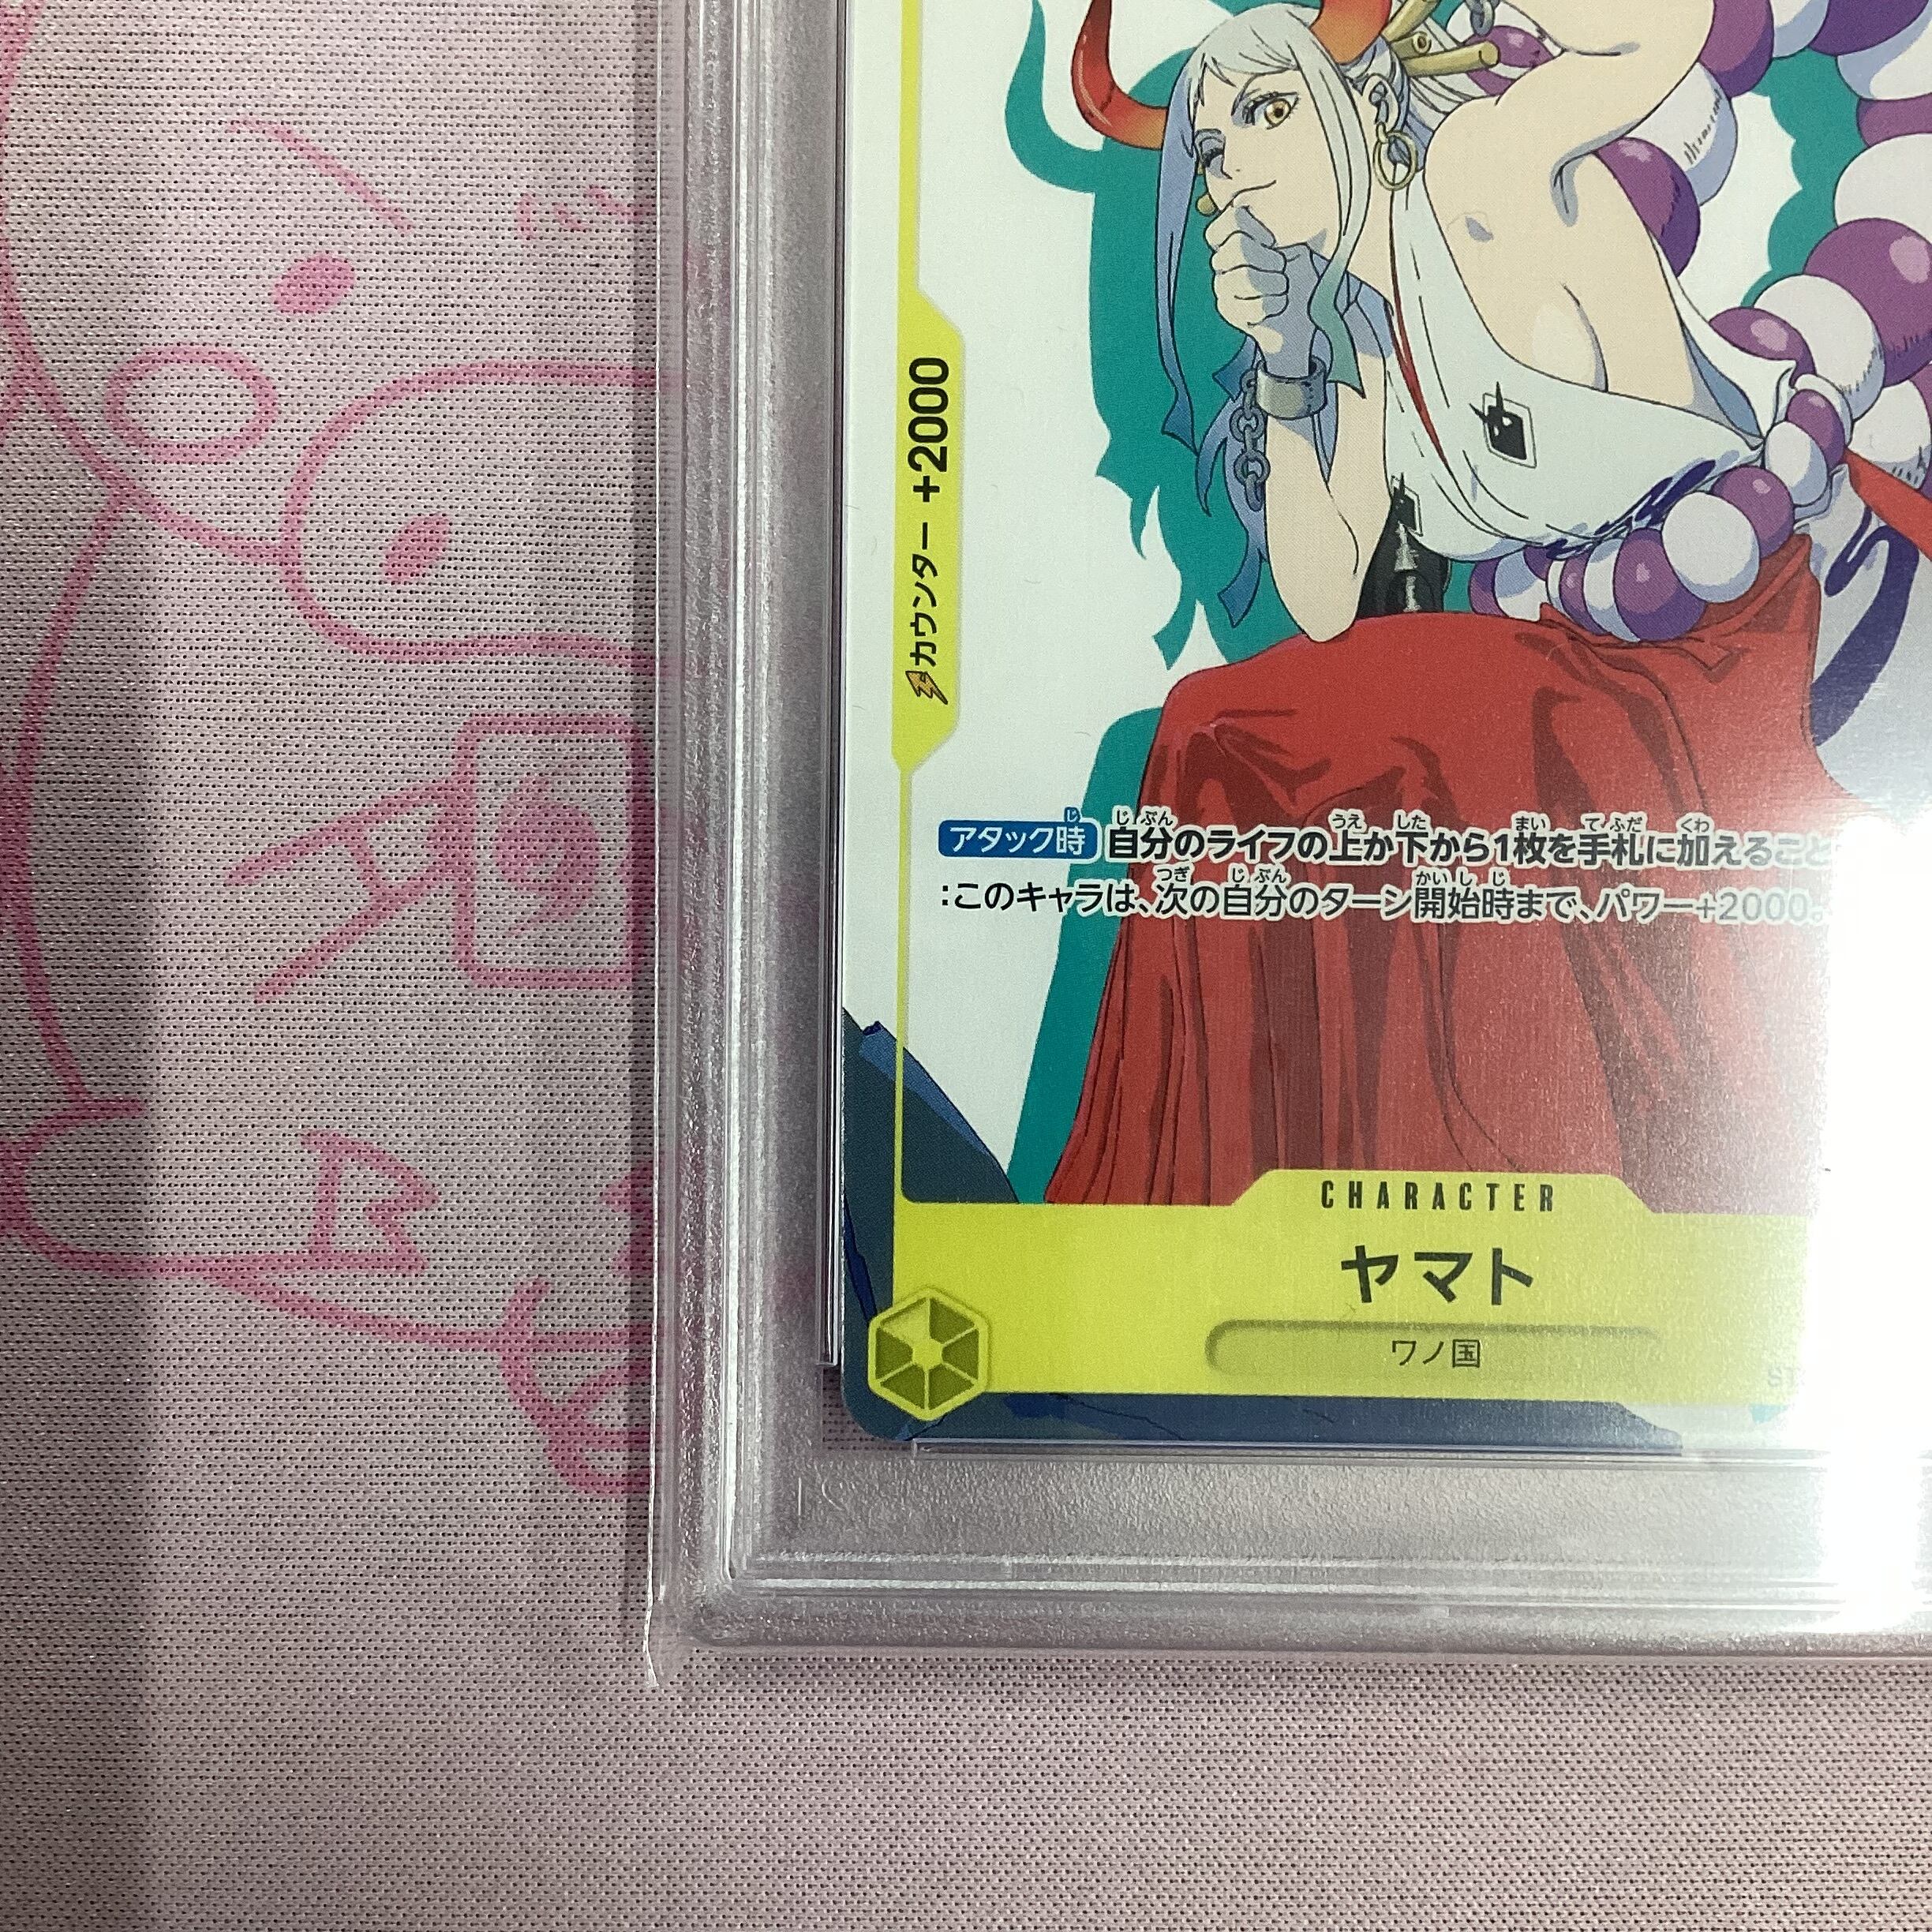 カウンター +2000
アタック時 自分のライフの上か下から1枚を手札に加えること
:このキャラは、次の自分のターン開始時まで、パワー+2000。
CHARACTER
ヤマト
ワノ国
ST